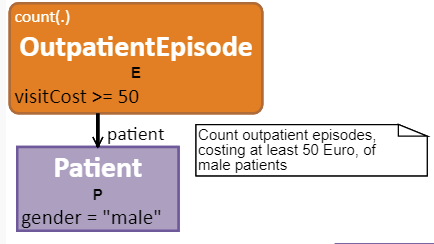 count(.)
OutpatientEpisode
E
visitCost >= 50
patient
Patient
P
gender = "male"
Count outpatient episodes,
costing at least 50 Euro, of
male patients